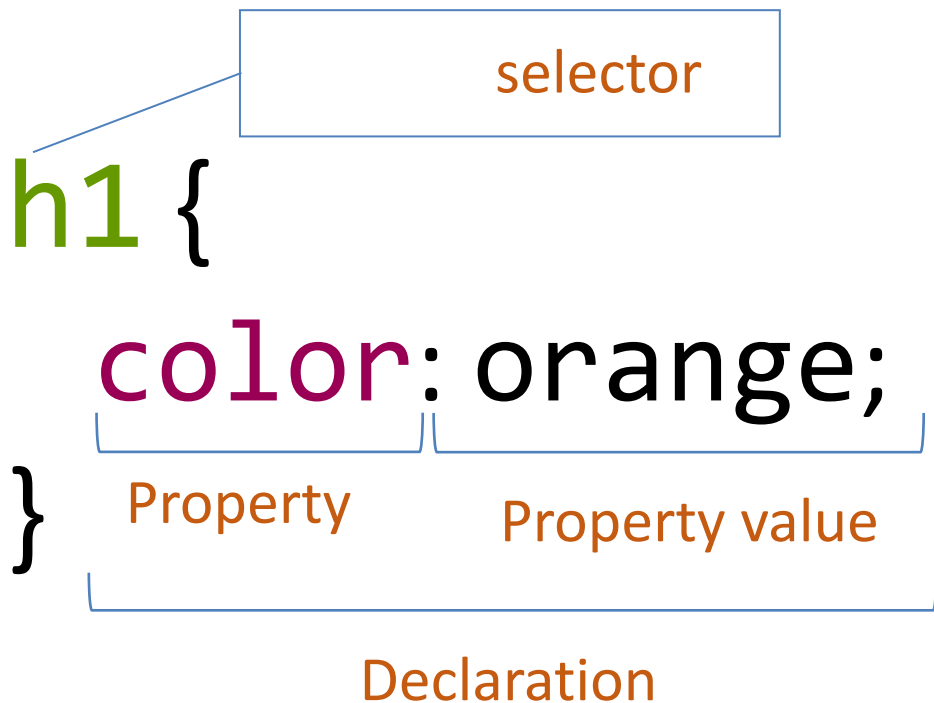 selector
h1 {
color: orange;
}
Property
Property value
Declaration